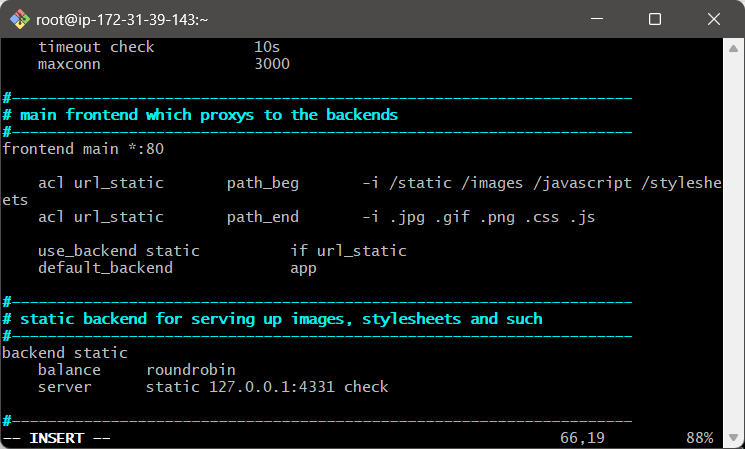 root@ip-172-31-39-143:~
    timeout check           10s
    maxconn                 3000

#---------------------------------------------------------------------
# main frontend which proxys to the backends
#---------------------------------------------------------------------
frontend main *:80

    acl url_static       path_beg       -i /static /images /javascript /styleshe
ets
    acl url_static       path_end       -i .jpg .gif .png .css .js

    use_backend static          if url_static
    default_backend             app

#---------------------------------------------------------------------
# static backend for serving up images, stylesheets and such
#---------------------------------------------------------------------
backend static
    balance     roundrobin
    server      static 127.0.0.1:4331 check

#---------------------------------------------------------------------
-- INSERT --                                                  66,19         88%